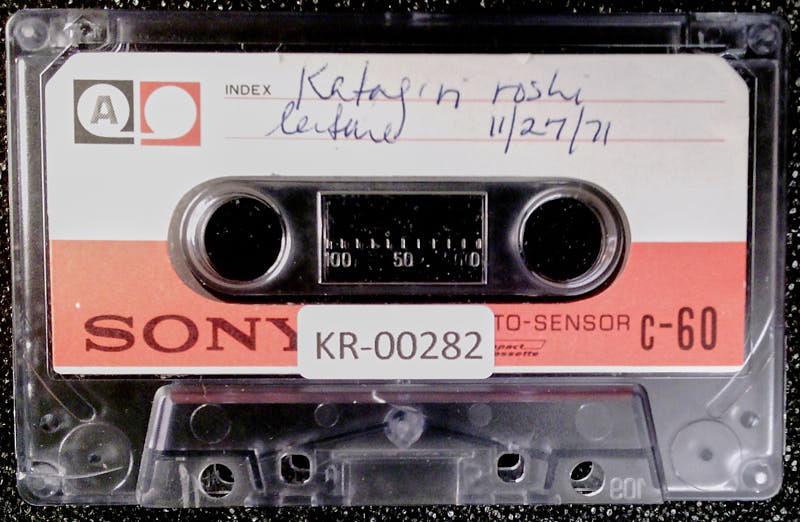 A
INDEX Katagiri roshi
lecture 11/27/71
100 50 0
SONY
TO-SENSOR C-60
KR-00282